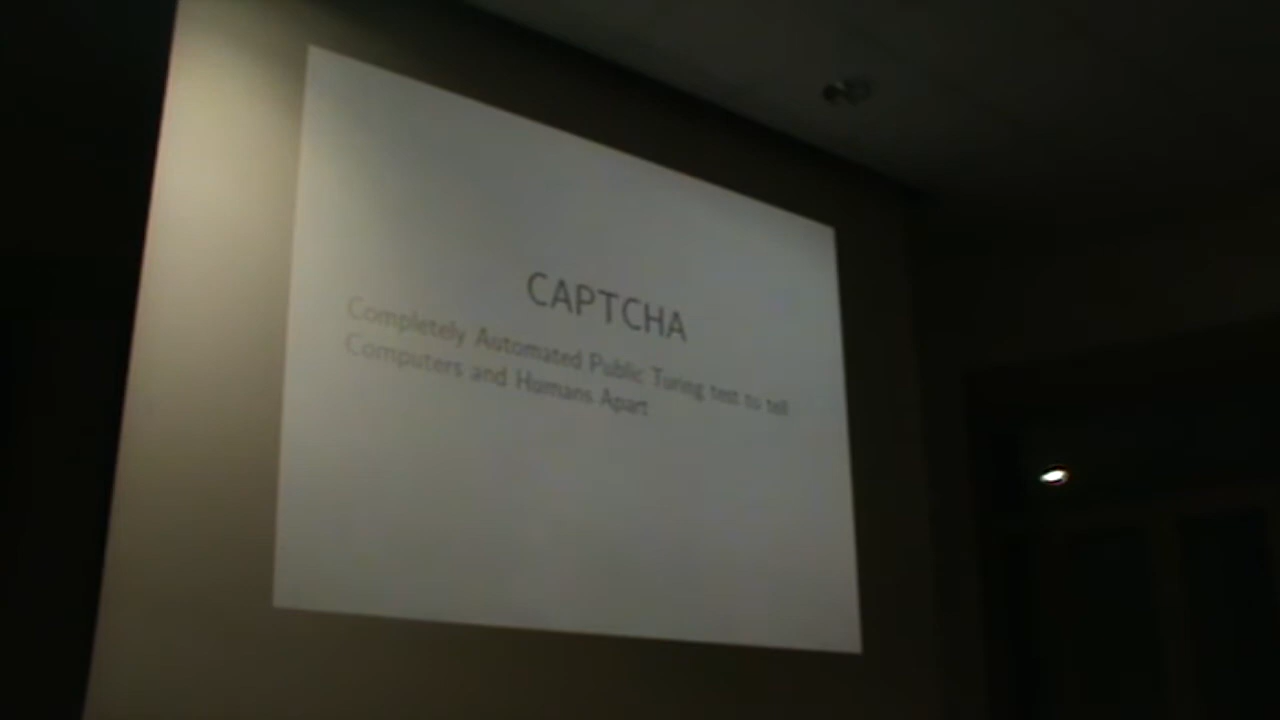 CAPTCHA
Completely Automated Public Turing test to tell
Computers and Humans Apart